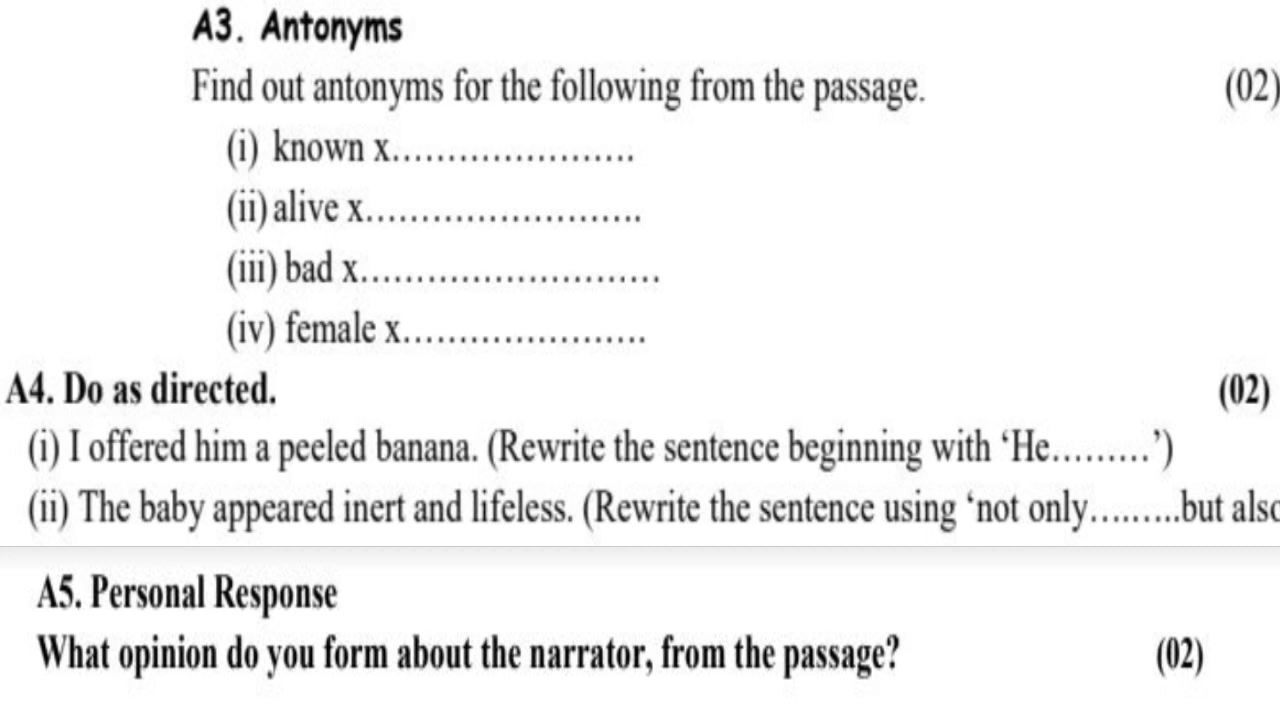 A3. Antonyms
Find out antonyms for the following from the passage. (02)
(i) known x......................
(ii) alive x.........................
(iii) bad x...........................
(iv) female x......................
A4. Do as directed. (02)
(i) I offered him a peeled banana. (Rewrite the sentence beginning with ‘He.........’)
(ii) The baby appeared inert and lifeless. (Rewrite the sentence using ‘not only.........but also
A5. Personal Response
What opinion do you form about the narrator, from the passage? (02)